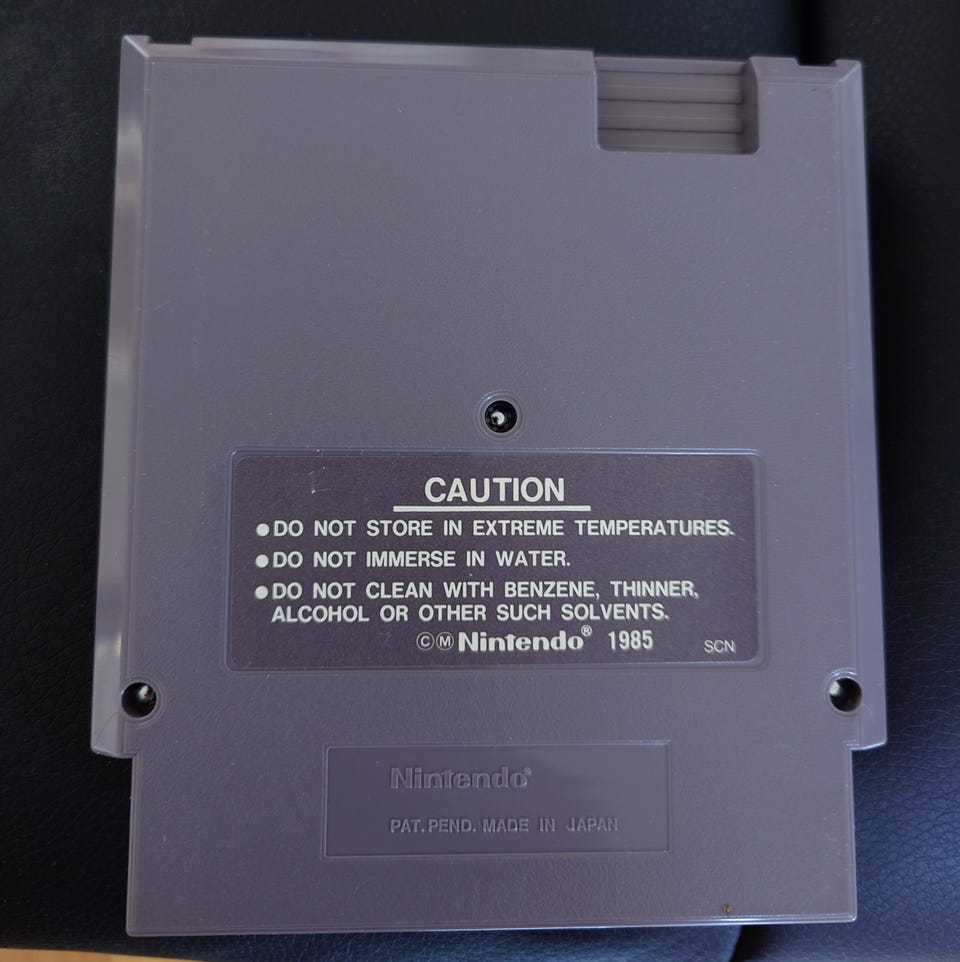 CAUTION
●DO NOT STORE IN EXTREME TEMPERATURES.
●DO NOT IMMERSE IN WATER.
●DO NOT CLEAN WITH BENZENE, THINNER,
ALCOHOL OR OTHER SUCH SOLVENTS.
ⒸⓂ Nintendo® 1985 SCN
Nintendo®
PAT. PEND. MADE IN JAPAN